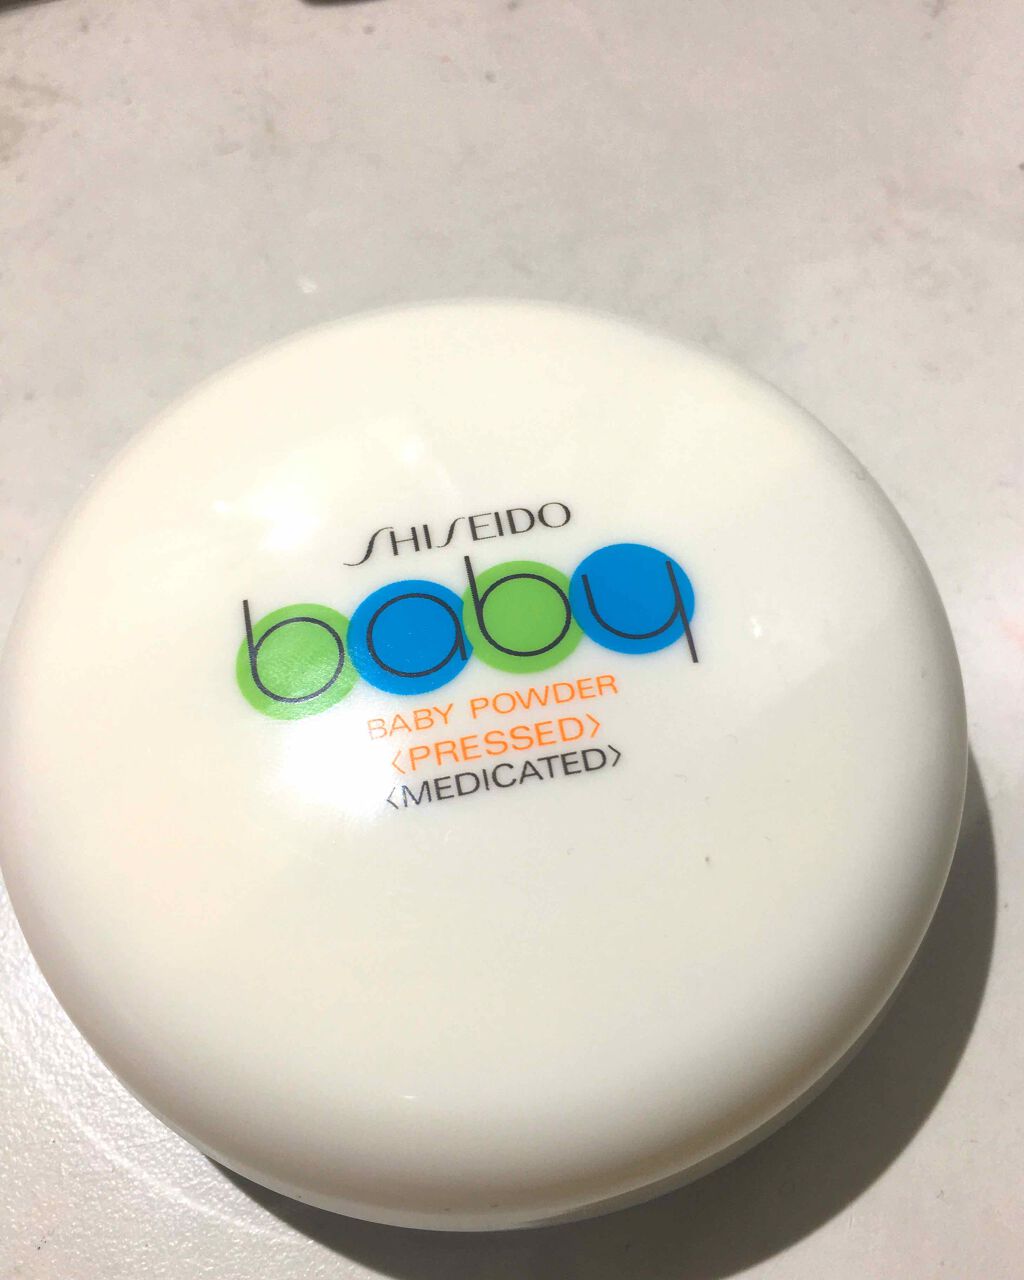 SHISEIDO
baby
BABY POWDER
〈PRESSED〉
〈MEDICATED〉